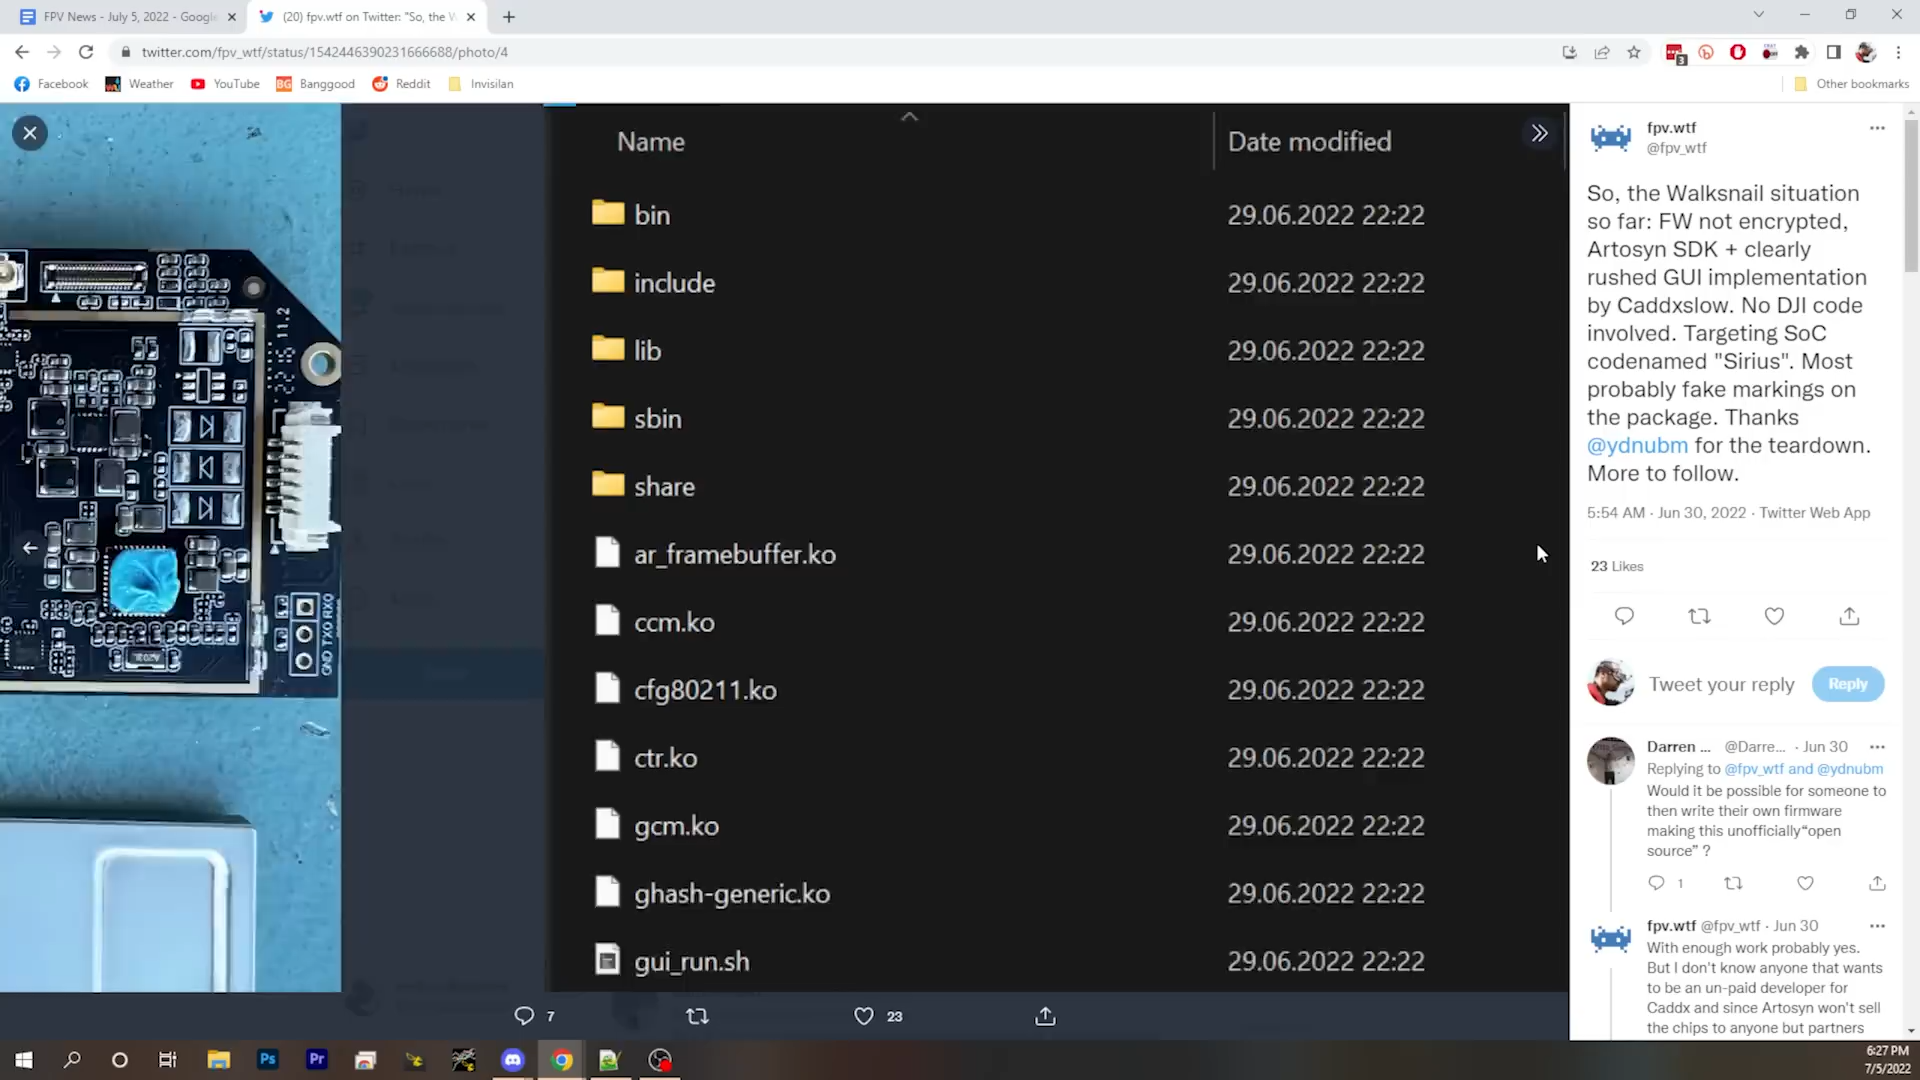 FPV News - July 5, 2022 - Google
(20) fpv.wtf on Twitter: "So, the W
twitter.com/fpv_wtf/status/1542446390231666688/photo/4
3
Facebook
Weather
YouTube
BG Banggood
Reddit
Invisilan
Other bookmarks
Name
Date modified
bin 29.06.2022 22:22
include 29.06.2022 22:22
lib 29.06.2022 22:22
sbin 29.06.2022 22:22
share 29.06.2022 22:22
ar_framebuffer.ko 29.06.2022 22:22
ccm.ko 29.06.2022 22:22
cfg80211.ko 29.06.2022 22:22
ctr.ko 29.06.2022 22:22
gcm.ko 29.06.2022 22:22
ghash-generic.ko 29.06.2022 22:22
gui_run.sh 29.06.2022 22:22
GND TX0 RX0
7
23
fpv.wtf
@fpv_wtf
So, the Walksnail situation
so far: FW not encrypted,
Artosyn SDK + clearly
rushed GUI implementation
by Caddxslow. No DJI code
involved. Targeting SoC
codenamed "Sirius". Most
probably fake markings on
the package. Thanks
@ydnubm for the teardown.
More to follow.
5:54 AM · Jun 30, 2022 · Twitter Web App
23 Likes
Tweet your reply
Reply
Darren ... @Darre... · Jun 30
Replying to @fpv_wtf and @ydnubm
Would it be possible for someone to
then write their own firmware
making this unofficially“open
source” ?
1
fpv.wtf @fpv_wtf · Jun 30
With enough work probably yes.
But I don't know anyone that wants
to be an un-paid developer for
Caddx and since Artosyn won't sell
the chips to anyone but partners
Ps
Pr
6:27 PM
7/5/2022